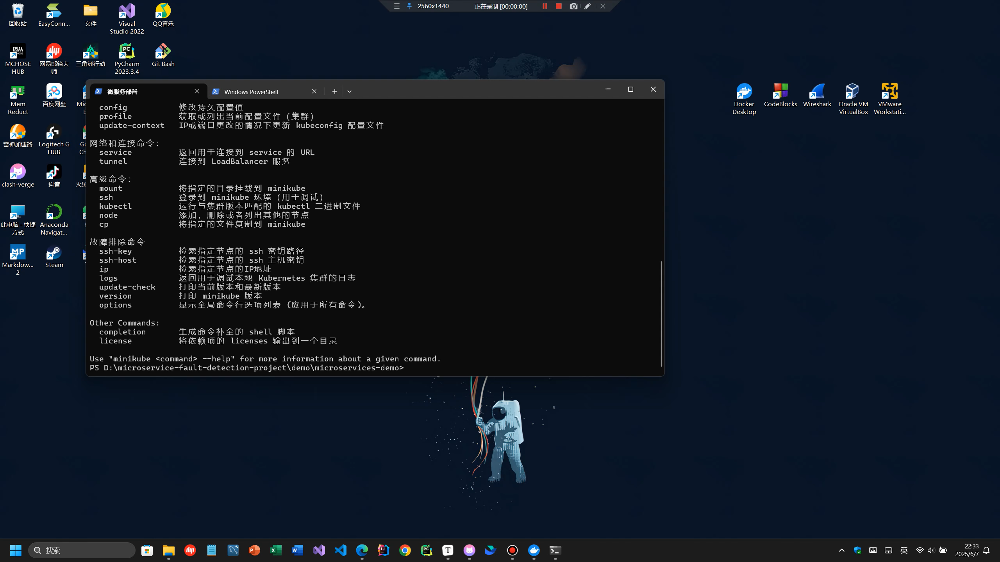 2560x1440
正在录制 [00:00:00]
回收站
EasyConn...
文件
Visual
Studio 2022
QQ音乐
MCHOSE
HUB
网易邮箱大
师
三角洲行动
PyCharm
2023.3.4
Git Bash
Mem
Reduct
百度网盘
Docker
Desktop
CodeBlocks
Wireshark
Oracle VM
VirtualBox
VMware
Workstati...
雷神加速器
Logitech G
HUB
clash-verge
抖音
此电脑 - 快捷
方式
Anaconda
Navigat...
Markdow...
2
Steam
微服务部署
Windows PowerShell
config 修改持久配置值
profile 获取或列出当前配置文件（集群）
update-context IP或端口更改的情况下更新 kubeconfig 配置文件
网络和连接命令：
service 返回用于连接到 service 的 URL
tunnel 连接到 LoadBalancer 服务
高级命令：
mount 将指定的目录挂载到 minikube
ssh 登录到 minikube 环境（用于调试）
kubectl 运行与集群版本匹配的 kubectl 二进制文件
node 添加，删除或者列出其他的节点
cp 将指定的文件复制到 minikube
故障排除命令
ssh-key 检索指定节点的 ssh 密钥路径
ssh-host 检索指定节点的 ssh 主机密钥
ip 检索指定节点的IP地址
logs 返回用于调试本地 Kubernetes 集群的日志
update-check 打印当前版本和最新版本
version 打印 minikube 版本
options 显示全局命令行选项列表 (应用于所有命令)。
Other Commands:
completion 生成命令补全的 shell 脚本
license 将依赖项的 licenses 输出到一个目录
Use "minikube <command> --help" for more information about a given command.
PS D:\microservice-fault-detection-project\demo\microservices-demo>
搜索
英
22:33
2025/6/7